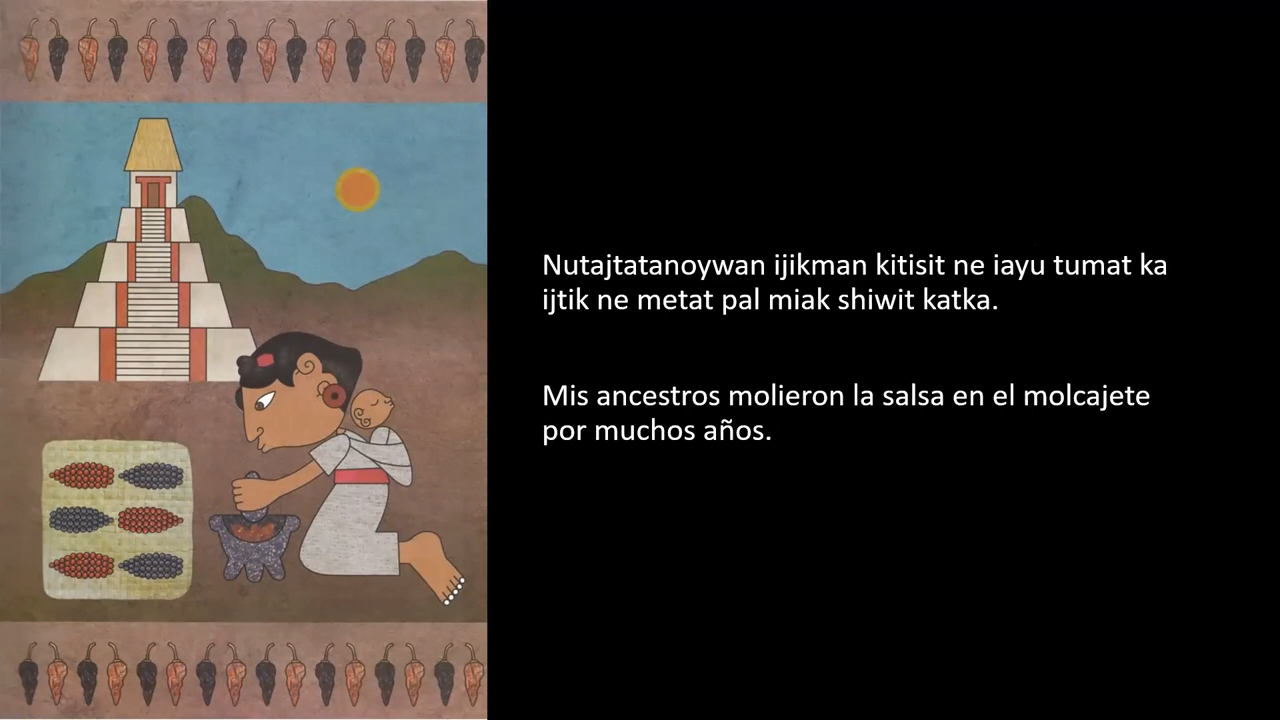 Nutajtatanoywan ijikman kitisit ne iayu tumat ka
ijtik ne metat pal miak shiwit katka.
Mis ancestros molieron la salsa en el molcajete
por muchos años.